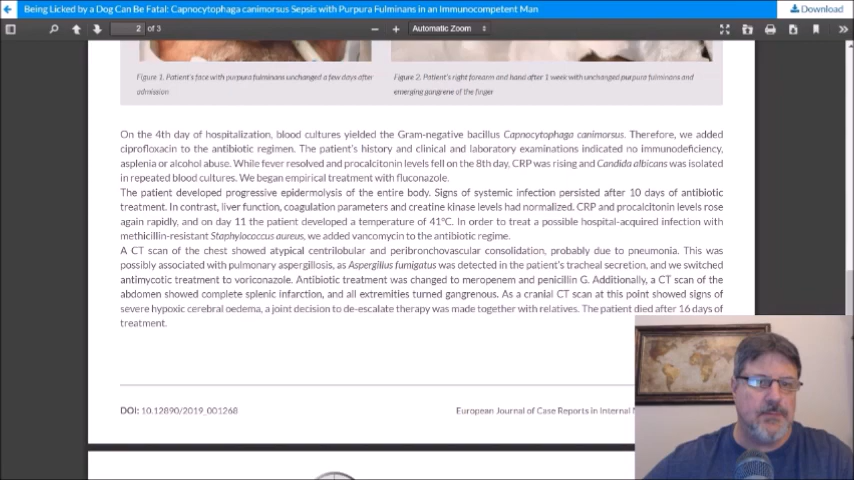 Being Licked by a Dog Can Be Fatal: Capnocytophaga canimorsus Sepsis with Purpura Fulminans in an Immunocompetent Man
Download
2 of 3
Automatic Zoom
Figure 1. Patient's face with purpura fulminans unchanged a few days after
admission
Figure 2. Patient's right forearm and hand after 1 week with unchanged purpura fulminans and
emerging gangrene of the finger
On the 4th day of hospitalization, blood cultures yielded the Gram-negative bacillus Capnocytophaga canimorsus. Therefore, we added
ciprofloxacin to the antibiotic regimen. The patient's history and clinical and laboratory examinations indicated no immunodeficiency,
asplenia or alcohol abuse. While fever resolved and procalcitonin levels fell on the 8th day, CRP was rising and Candida albicans was isolated
in repeated blood cultures. We began empirical treatment with fluconazole.
The patient developed progressive epidermolysis of the entire body. Signs of systemic infection persisted after 10 days of antibiotic
treatment. In contrast, liver function, coagulation parameters and creatine kinase levels had normalized. CRP and procalcitonin levels rose
again rapidly, and on day 11 the patient developed a temperature of 41°C. In order to treat a possible hospital-acquired infection with
methicillin-resistant Staphylococcus aureus, we added vancomycin to the antibiotic regime.
A CT scan of the chest showed atypical centrilobular and peribronchovascular consolidation, probably due to pneumonia. This was
possibly associated with pulmonary aspergillosis, as Aspergillus fumigatus was detected in the patient's tracheal secretion, and we switched
antimycotic treatment to voriconazole. Antibiotic treatment was changed to meropenem and penicillin G. Additionally, a CT scan of the
abdomen showed complete splenic infarction, and all extremities turned gangrenous. As a cranial CT scan at this point showed signs of
severe hypoxic cerebral oedema, a joint decision to de-escalate therapy was made together with relatives. The patient died after 16 days of
treatment.
DOI: 10.12890/2019_001268
European Journal of Case Reports in Internal